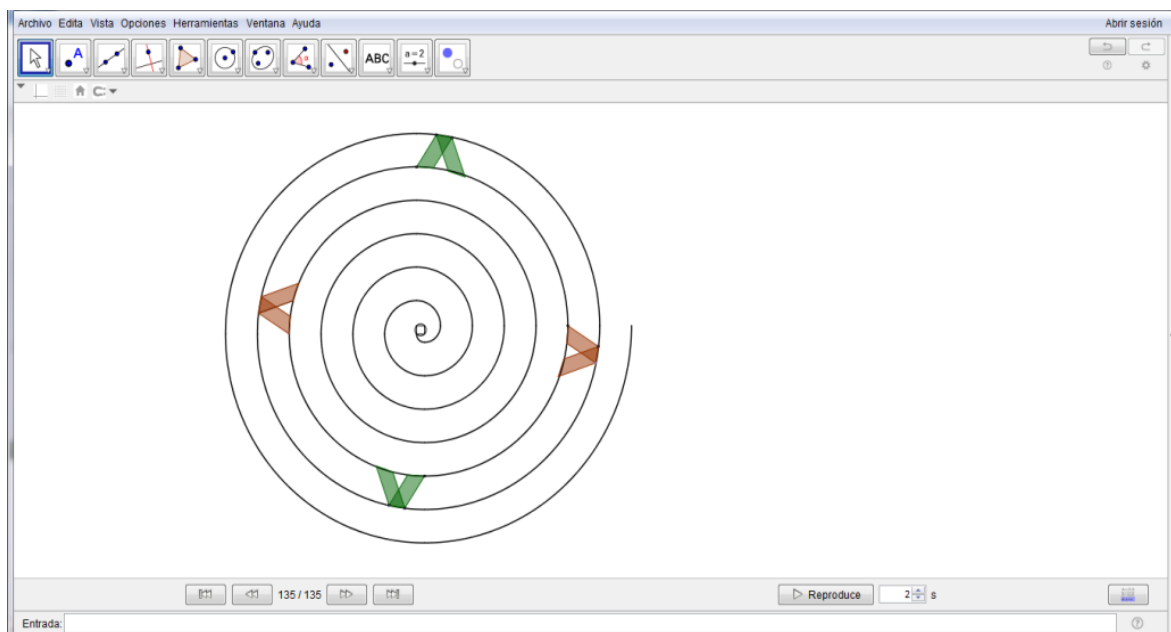 Archivo Edita Vista Opciones Herramientas Ventana Ayuda Abrir sesión
A ABC a=2
135 / 135 Reproduce 2 s
Entrada: